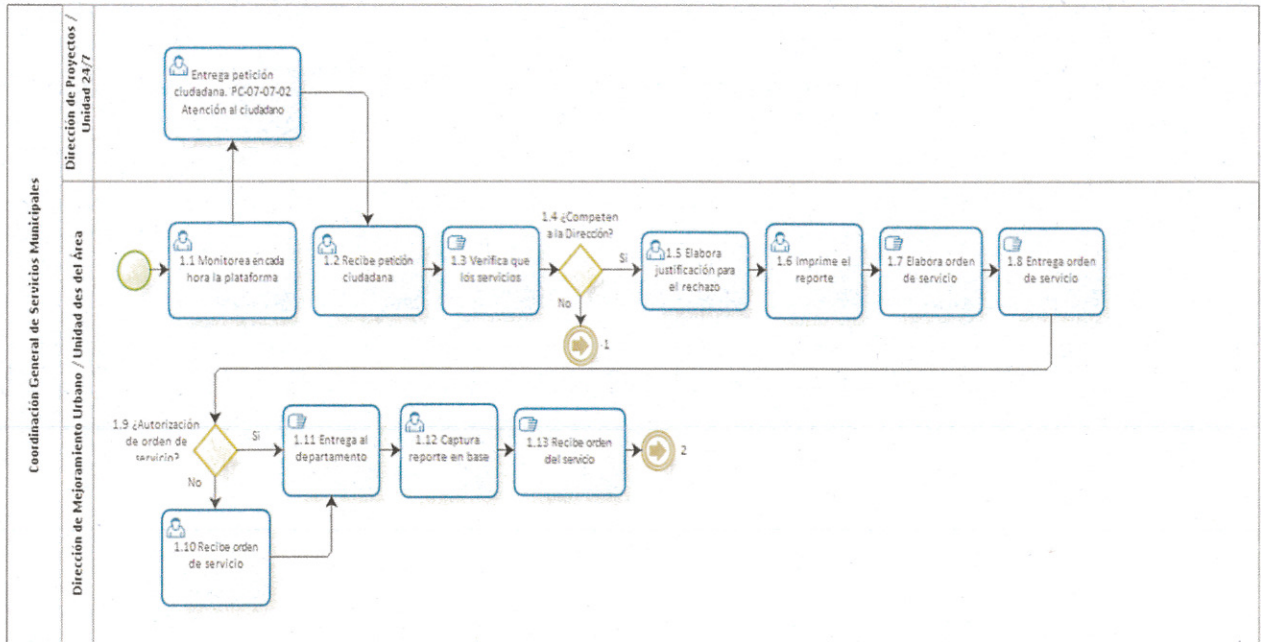 Coordinación General de Servicios Municipales
Dirección de Proyectos /
Unidad 24/7
Entrega petición
ciudadana. PC-07-07-02
Atención al ciudadano
Dirección de Mejoramiento Urbano / Unidad des del Área
1.1 Monitorea en cada
hora la plataforma
1.2 Recibe petición
ciudadana
1.3 Verifica que
los servicios
1.4 ¿Competen
a la Dirección?
Si
No
1
1.5 Elabora
justificación para
el rechazo
1.6 Imprime el
reporte
1.7 Elabora orden
de servicio
1.8 Entrega orden
de servicio
1.9 ¿Autorización
de orden de
servicio?
Si
No
1.10 Recibe orden
de servicio
1.11 Entrega al
departamento
1.12 Captura
reporte en base
1.13 Recibe orden
del servicio
2